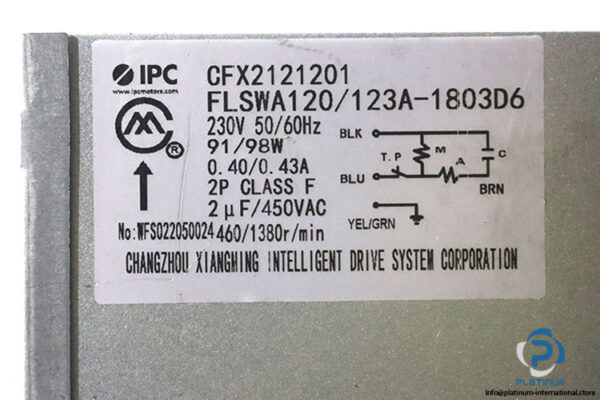 IPC
www.ipcmotors.com
CFX2121201
FLSWA120/123A-1803D6
230V 50/60Hz
91/98W
0.40/0.43A
2P CLASS F
2μF/450VAC
No:WFS022050024 460/1380r/min
CHANGZHOU XIANGMING INTELLIGENT DRIVE SYSTEM CORPORATION
BLK
T.P
M
A
C
BLU
BRN
YEL/GRN
PLATINUM
www.platinum-international.store